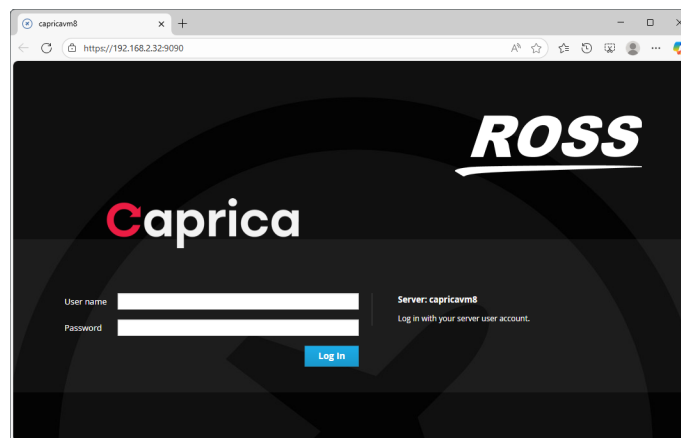 capricavm8
https://192.168.2.32:9090
ROSS
Caprica
User name
Password
Log In
Server: capricavm8
Log in with your server user account.